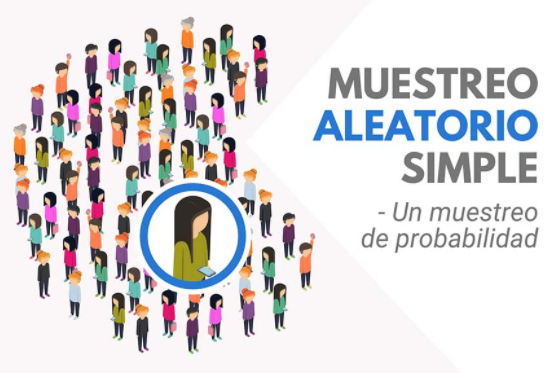 MUESTREO
ALEATORIO
SIMPLE
- Un muestreo
de probabilidad